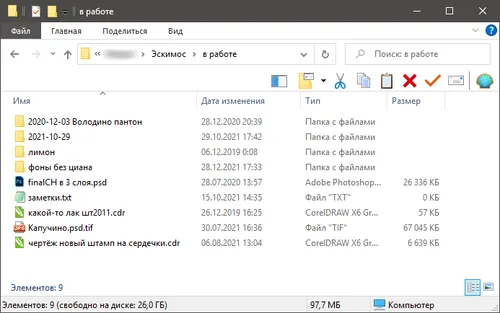 в работе
Файл Главная Поделиться Вид
« Эскимос › в работе
Поиск: в работе
Имя Дата изменения Тип Размер
2020-12-03 Володино пантон 28.12.2020 20:39 Папка с файлами
2021-10-29 29.10.2021 17:42 Папка с файлами
лимон 06.12.2019 0:08 Папка с файлами
фоны без циана 28.12.2021 17:33 Папка с файлами
finalCH в 3 слоя.psd 28.07.2020 13:57 Adobe Photoshop... 26 336 КБ
заметки.txt 15.10.2021 14:35 Файл "TXT" 0 КБ
какой-то лак шт2011.cdr 26.12.2019 16:25 CorelDRAW X6 Gr... 57 КБ
Капучино.psd.tif 30.07.2021 16:36 Файл "TIF" 67 045 КБ
чертёж новый штамп на сердечки.cdr 06.08.2021 13:04 CorelDRAW X6 Gr... 6 639 КБ
Элементов: 9
Элементов: 9 (свободно на диске: 26,0 ГБ) 97,7 МБ Компьютер